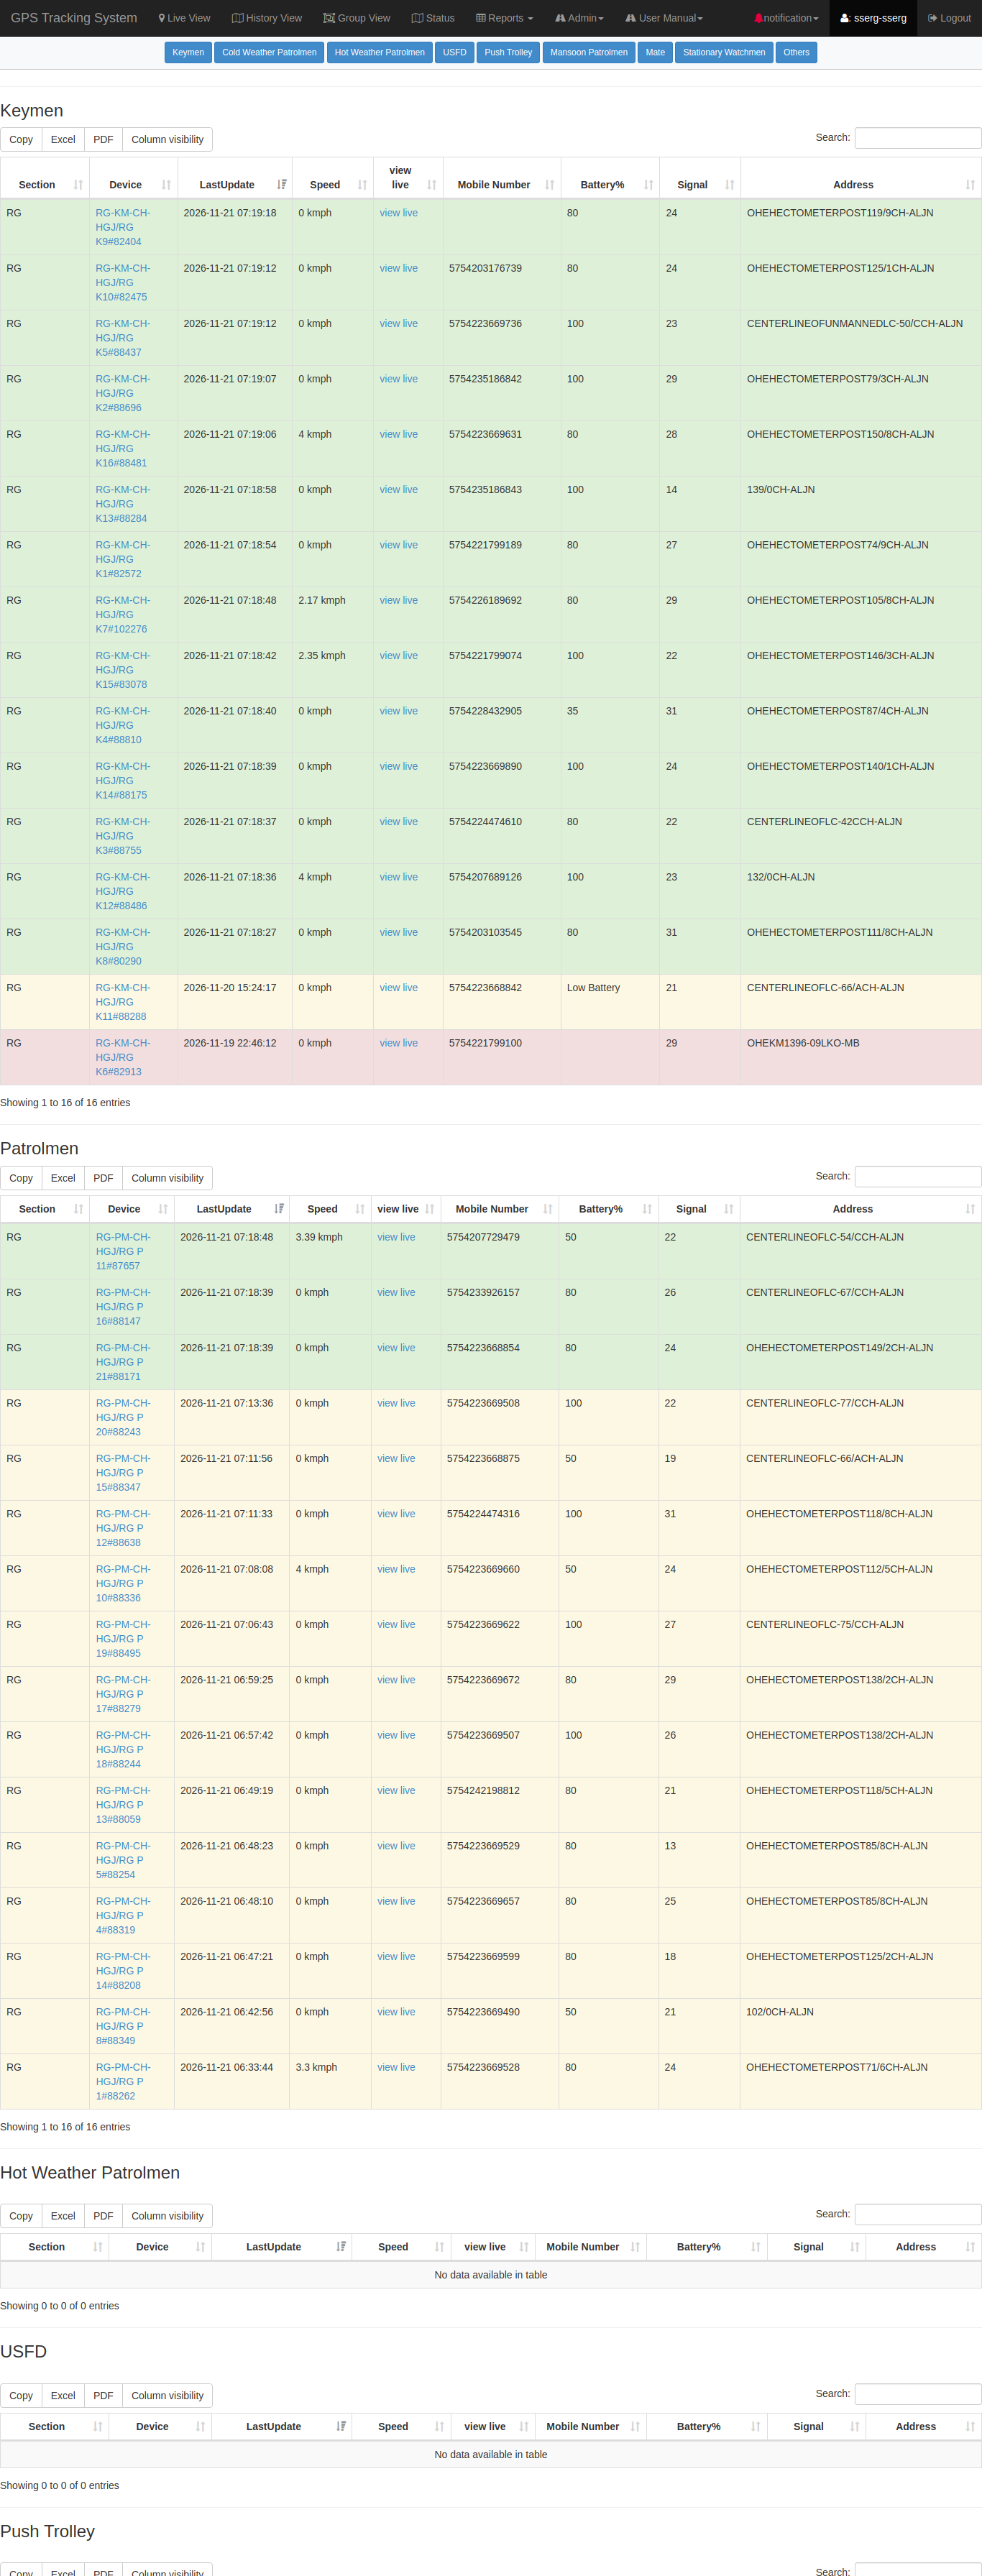 GPS Tracking System Live View History View Group View Status Reports Admin User Manual notification : sserg-sserg Logout
Keymen Cold Weather Patrolmen Hot Weather Patrolmen USFD Push Trolley Mansoon Patrolmen Mate Stationary Watchmen Others
Keymen
Copy Excel PDF Column visibility Search:
Section Device LastUpdate Speed view live Mobile Number Battery% Signal Address
RG RG-KM-CH-HGJ/RG K9#82404 2026-11-21 07:19:18 0 kmph view live 80 24 OHEHECTOMETERPOST119/9CH-ALJN
RG RG-KM-CH-HGJ/RG K10#82475 2026-11-21 07:19:12 0 kmph view live 5754203176739 80 24 OHEHECTOMETERPOST125/1CH-ALJN
RG RG-KM-CH-HGJ/RG K5#88437 2026-11-21 07:19:12 0 kmph view live 5754223669736 100 23 CENTERLINEOFUNMANNEDLC-50/CCH-ALJN
RG RG-KM-CH-HGJ/RG K2#88696 2026-11-21 07:19:07 0 kmph view live 5754235186842 100 29 OHEHECTOMETERPOST79/3CH-ALJN
RG RG-KM-CH-HGJ/RG K16#88481 2026-11-21 07:19:06 4 kmph view live 5754223669631 80 28 OHEHECTOMETERPOST150/8CH-ALJN
RG RG-KM-CH-HGJ/RG K13#88284 2026-11-21 07:18:58 0 kmph view live 5754235186843 100 14 139/0CH-ALJN
RG RG-KM-CH-HGJ/RG K1#82572 2026-11-21 07:18:54 0 kmph view live 5754221799189 80 27 OHEHECTOMETERPOST74/9CH-ALJN
RG RG-KM-CH-HGJ/RG K7#102276 2026-11-21 07:18:48 2.17 kmph view live 5754226189692 80 29 OHEHECTOMETERPOST105/8CH-ALJN
RG RG-KM-CH-HGJ/RG K15#83078 2026-11-21 07:18:42 2.35 kmph view live 5754221799074 100 22 OHEHECTOMETERPOST146/3CH-ALJN
RG RG-KM-CH-HGJ/RG K4#88810 2026-11-21 07:18:40 0 kmph view live 5754228432905 35 31 OHEHECTOMETERPOST87/4CH-ALJN
RG RG-KM-CH-HGJ/RG K14#88175 2026-11-21 07:18:39 0 kmph view live 5754223669890 100 24 OHEHECTOMETERPOST140/1CH-ALJN
RG RG-KM-CH-HGJ/RG K3#88755 2026-11-21 07:18:37 0 kmph view live 5754224474610 80 22 CENTERLINEOFLC-42CCH-ALJN
RG RG-KM-CH-HGJ/RG K12#88486 2026-11-21 07:18:36 4 kmph view live 5754207689126 100 23 132/0CH-ALJN
RG RG-KM-CH-HGJ/RG K8#80290 2026-11-21 07:18:27 0 kmph view live 5754203103545 80 31 OHEHECTOMETERPOST111/8CH-ALJN
RG RG-KM-CH-HGJ/RG K11#88288 2026-11-20 15:24:17 0 kmph view live 5754223668842 Low Battery 21 CENTERLINEOFLC-66/ACH-ALJN
RG RG-KM-CH-HGJ/RG K6#82913 2026-11-19 22:46:12 0 kmph view live 5754221799100 29 OHEKM1396-09LKO-MB
Showing 1 to 16 of 16 entries
Patrolmen
Copy Excel PDF Column visibility Search:
Section Device LastUpdate Speed view live Mobile Number Battery% Signal Address
RG RG-PM-CH-HGJ/RG P 11#87657 2026-11-21 07:18:48 3.39 kmph view live 5754207729479 50 22 CENTERLINEOFLC-54/CCH-ALJN
RG RG-PM-CH-HGJ/RG P 16#88147 2026-11-21 07:18:39 0 kmph view live 5754233926157 80 26 CENTERLINEOFLC-67/CCH-ALJN
RG RG-PM-CH-HGJ/RG P 21#88171 2026-11-21 07:18:39 0 kmph view live 5754223668854 80 24 OHEHECTOMETERPOST149/2CH-ALJN
RG RG-PM-CH-HGJ/RG P 20#88243 2026-11-21 07:13:36 0 kmph view live 5754223669508 100 22 CENTERLINEOFLC-77/CCH-ALJN
RG RG-PM-CH-HGJ/RG P 15#88347 2026-11-21 07:11:56 0 kmph view live 5754223668875 50 19 CENTERLINEOFLC-66/ACH-ALJN
RG RG-PM-CH-HGJ/RG P 12#88638 2026-11-21 07:11:33 0 kmph view live 5754224474316 100 31 OHEHECTOMETERPOST118/8CH-ALJN
RG RG-PM-CH-HGJ/RG P 10#88336 2026-11-21 07:08:08 4 kmph view live 5754223669660 50 24 OHEHECTOMETERPOST112/5CH-ALJN
RG RG-PM-CH-HGJ/RG P 19#88495 2026-11-21 07:06:43 0 kmph view live 5754223669622 100 27 CENTERLINEOFLC-75/CCH-ALJN
RG RG-PM-CH-HGJ/RG P 17#88279 2026-11-21 06:59:25 0 kmph view live 5754223669672 80 29 OHEHECTOMETERPOST138/2CH-ALJN
RG RG-PM-CH-HGJ/RG P 18#88244 2026-11-21 06:57:42 0 kmph view live 5754223669507 100 26 OHEHECTOMETERPOST138/2CH-ALJN
RG RG-PM-CH-HGJ/RG P 13#88059 2026-11-21 06:49:19 0 kmph view live 5754242198812 80 21 OHEHECTOMETERPOST118/5CH-ALJN
RG RG-PM-CH-HGJ/RG P 5#88254 2026-11-21 06:48:23 0 kmph view live 5754223669529 80 13 OHEHECTOMETERPOST85/8CH-ALJN
RG RG-PM-CH-HGJ/RG P 4#88319 2026-11-21 06:48:10 0 kmph view live 5754223669657 80 25 OHEHECTOMETERPOST85/8CH-ALJN
RG RG-PM-CH-HGJ/RG P 14#88208 2026-11-21 06:47:21 0 kmph view live 5754223669599 80 18 OHEHECTOMETERPOST125/2CH-ALJN
RG RG-PM-CH-HGJ/RG P 8#88349 2026-11-21 06:42:56 0 kmph view live 5754223669490 50 21 102/0CH-ALJN
RG RG-PM-CH-HGJ/RG P 1#88262 2026-11-21 06:33:44 3.3 kmph view live 5754223669528 80 24 OHEHECTOMETERPOST71/6CH-ALJN
Showing 1 to 16 of 16 entries
Hot Weather Patrolmen
Copy Excel PDF Column visibility Search:
Section Device LastUpdate Speed view live Mobile Number Battery% Signal Address
No data available in table
Showing 0 to 0 of 0 entries
USFD
Copy Excel PDF Column visibility Search:
Section Device LastUpdate Speed view live Mobile Number Battery% Signal Address
No data available in table
Showing 0 to 0 of 0 entries
Push Trolley
Copy Excel PDF Column visibility Search: